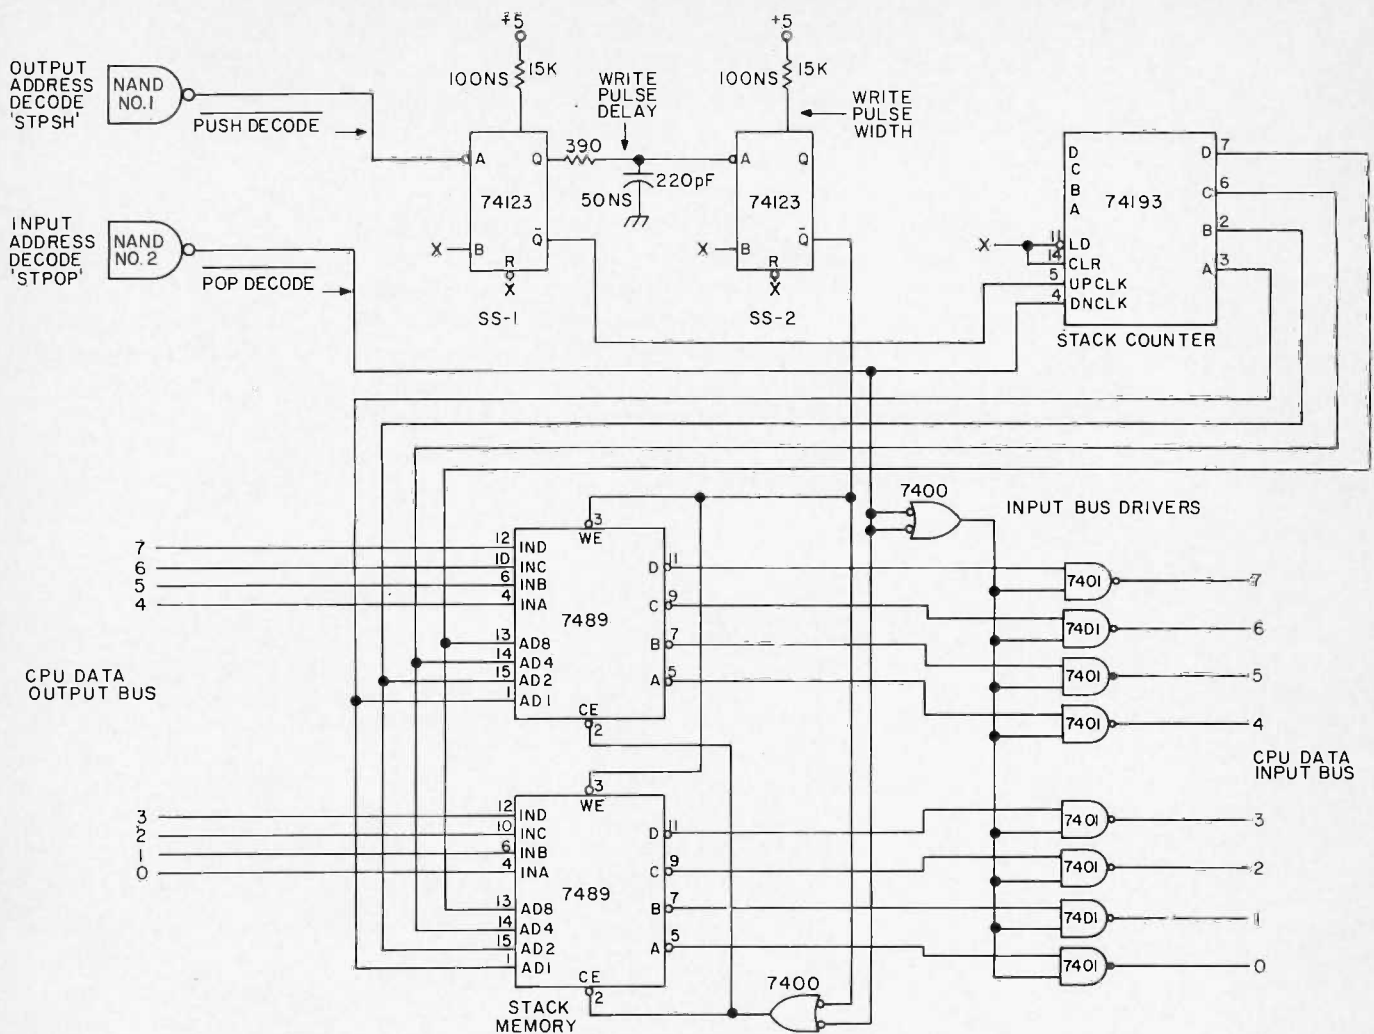 OUTPUT
ADDRESS
DECODE
'STPSH'
NAND
NO.1
PUSH DECODE
INPUT
ADDRESS
DECODE
'STPOP'
NAND
NO.2
POP DECODE
+5
100NS
15K
A
Q
74123
B
Q
R
X
X
SS-1
390
WRITE
PULSE
DELAY
220pF
50NS
+5
100NS
15K
WRITE
PULSE
WIDTH
A
Q
74123
B
Q
R
X
X
SS-2
D
C
B
A
74193
D 7
C 6
B 2
A 3
X
11 LD
14 CLR
5 UPCLK
4 DNCLK
STACK COUNTER
7400
INPUT BUS DRIVERS
7
6
5
4
CPU DATA
OUTPUT BUS
3
WE
12 IND
10 INC
6 INB
4 INA
7489
13 AD8
14 AD4
15 AD2
1 AD1
D 11
C 9
B 7
A 5
CE
2
7401 7
74D1 6
7401 5
7401 4
CPU DATA
INPUT BUS
3
2
1
0
3
WE
12 IND
10 INC
6 INB
4 INA
7489
13 AD8
14 AD4
15 AD2
1 AD1
D 11
C 9
B 7
A 5
CE
2
STACK
MEMORY
7400
7401 3
7401 2
74D1 1
7401 0